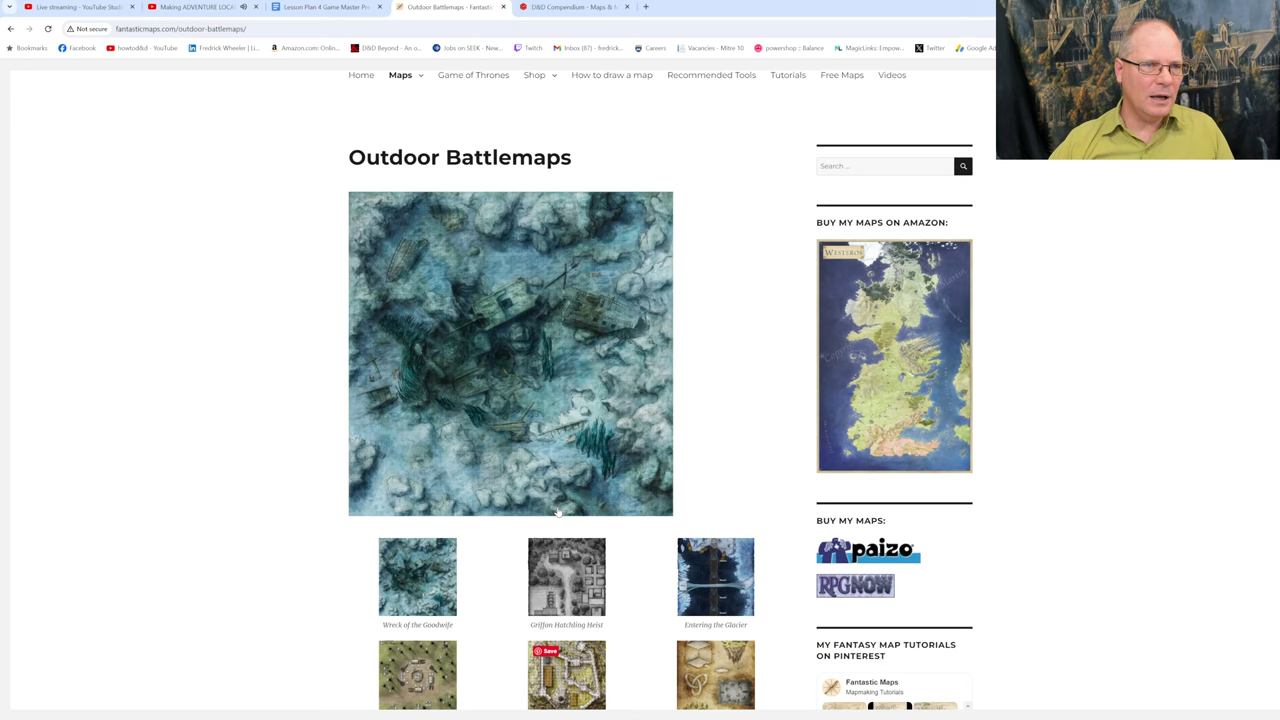 Live streaming - YouTube Studi
Making ADVENTURE LOCA
Lesson Plan 4 Game Master Pr
Outdoor Battlemaps - Fantastic
D&D Compendium - Maps & M
Not secure
fantasticmaps.com/outdoor-battlemaps/
Bookmarks
Facebook
howtod&d - YouTube
Fredrick Wheeler | Li...
Amazon.com: Onlin...
D&D Beyond - An o...
Jobs on SEEK - New...
Twitch
Inbox (87) - fredrick...
Careers
Vacancies - Mitre 10
powershop :: Balance
MagicLinks: Empow...
Twitter
Google Ad
Home
Maps
Game of Thrones
Shop
How to draw a map
Recommended Tools
Tutorials
Free Maps
Videos
Outdoor Battlemaps
Search ...
BUY MY MAPS ON AMAZON:
WESTEROS
BUY MY MAPS:
paizo
RPGNOW
Wreck of the Goodwife
Griffon Hatchling Heist
Entering the Glacier
Save
MY FANTASY MAP TUTORIALS
ON PINTEREST
Fantastic Maps
Mapmaking Tutorials